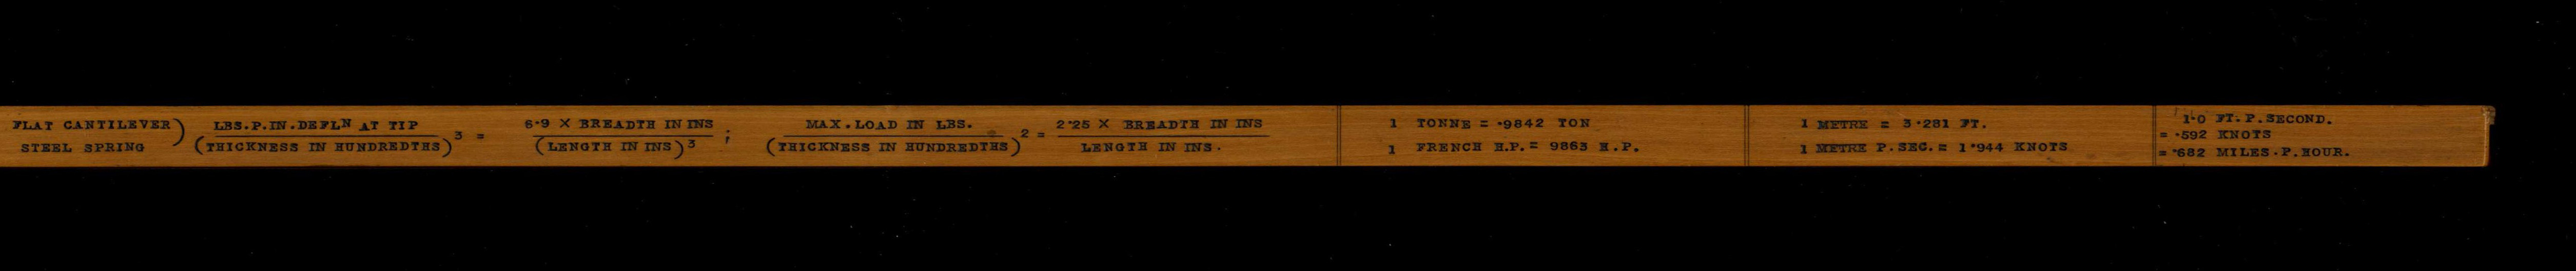 FLAT CANTILEVER)
STEEL SPRING
LBS.P.IN.DEFLᴺ AT TIP
(THICKNESS IN HUNDREDTHS)³ =
6·9 × BREADTH IN INS
(LENGTH IN INS)³ ;
MAX.LOAD IN LBS.
(THICKNESS IN HUNDREDTHS)² =
2·25 × BREADTH IN INS
LENGTH IN INS.
1 TONNE = ·9842 TON
1 FRENCH H.P. = 9863 H.P.
1 METRE = 3·281 FT.
1 METRE P.SEC. = 1·944 KNOTS
1·0 FT.P.SECOND.
= ·592 KNOTS
= ·682 MILES.P.HOUR.